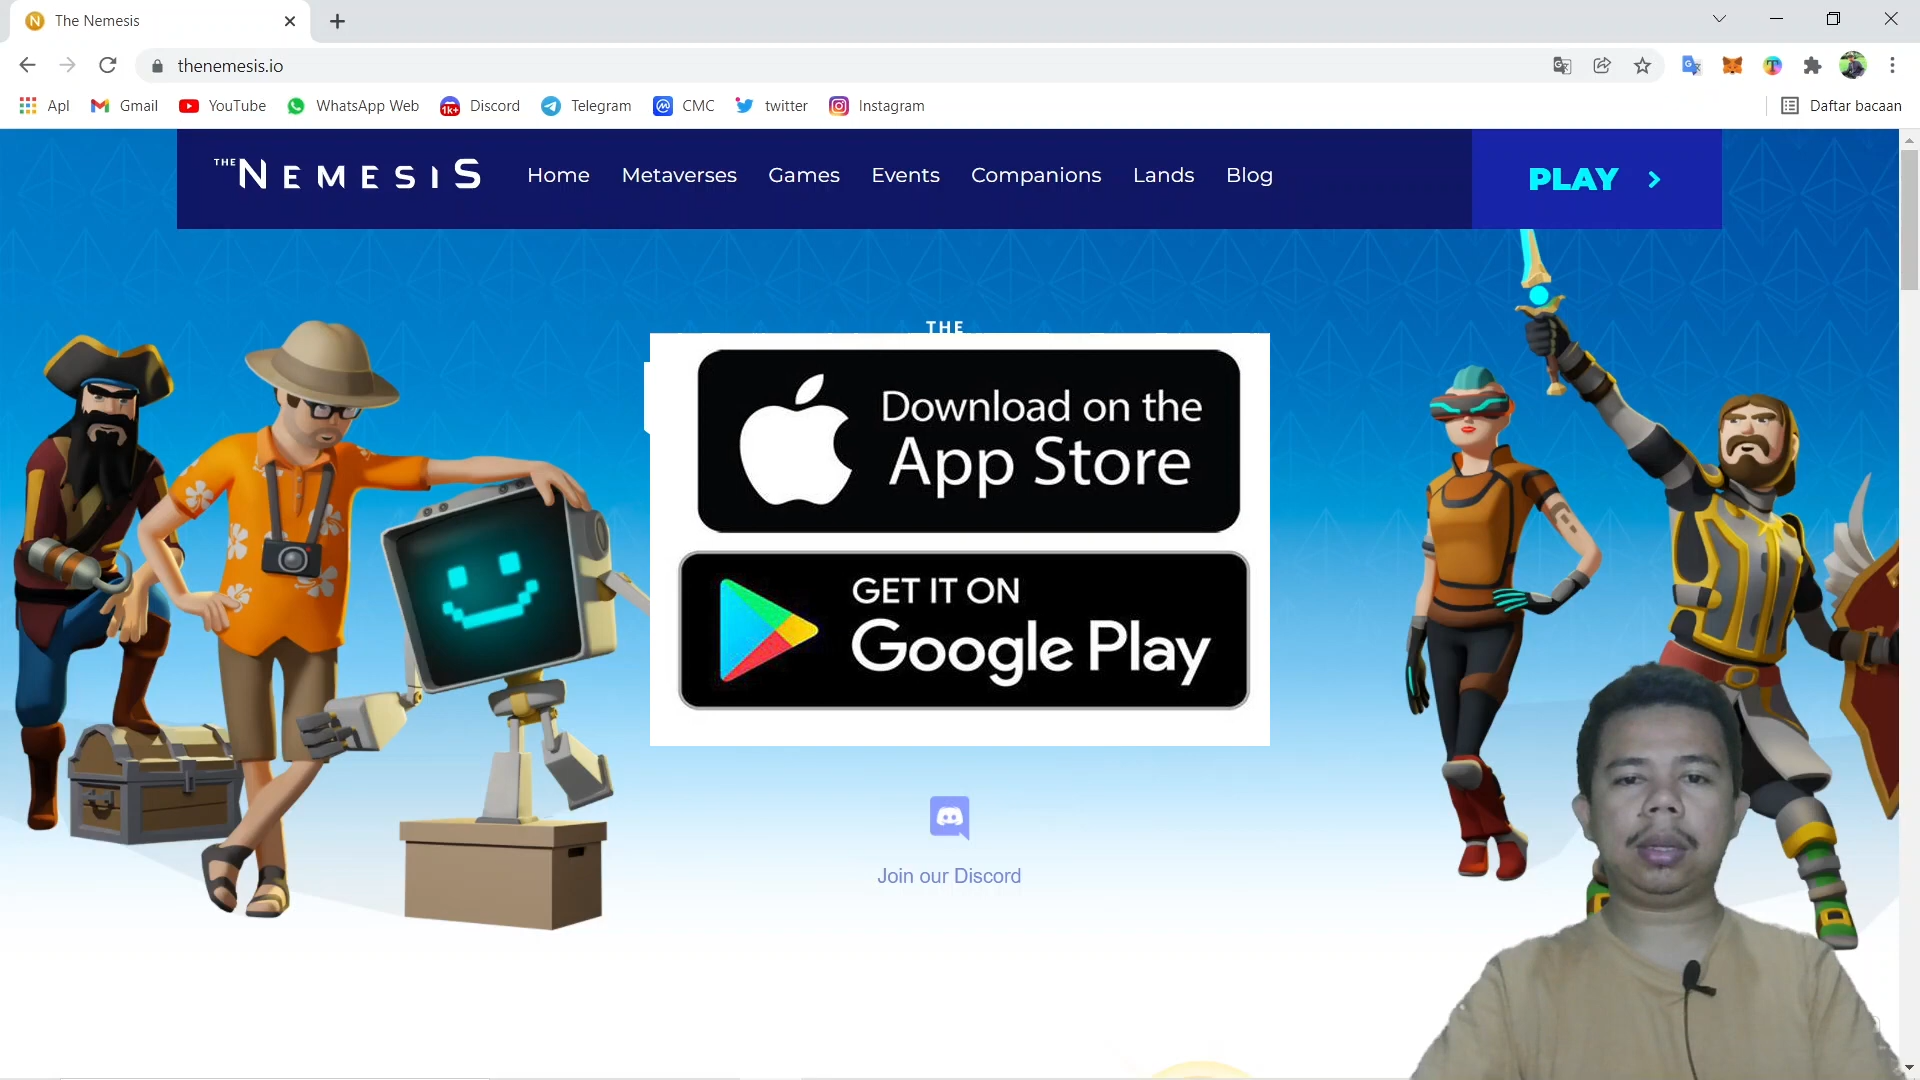 The Nemesis
thenemesis.io
Apl
Gmail
YouTube
WhatsApp Web
1k+
Discord
Telegram
CMC
twitter
Instagram
Daftar bacaan
THE NEMESIS
Home
Metaverses
Games
Events
Companions
Lands
Blog
PLAY
THE
Download on the
App Store
GET IT ON
Google Play
Join our Discord